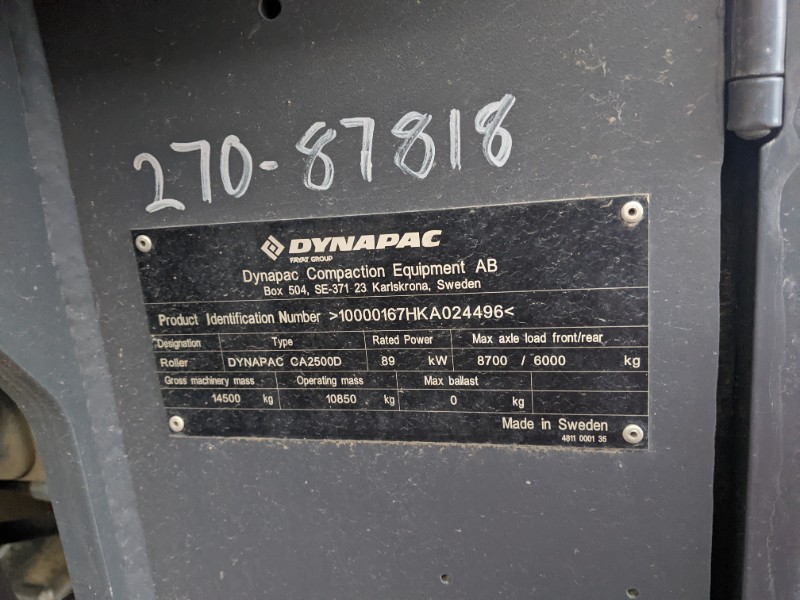 270-87818
DYNAPAC
FAYAT GROUP
Dynapac Compaction Equipment AB
Box 504, SE-371 23 Karlskrona, Sweden
Product Identification Number >10000167HKA024496<
Designation Type Rated Power Max axle load front/rear
Roller DYNAPAC CA2500D 89 kW 8700 / 6000 kg
Gross machinery mass Operating mass Max ballast
14500 kg 10850 kg 0 kg
Made in Sweden
4811 0001 35